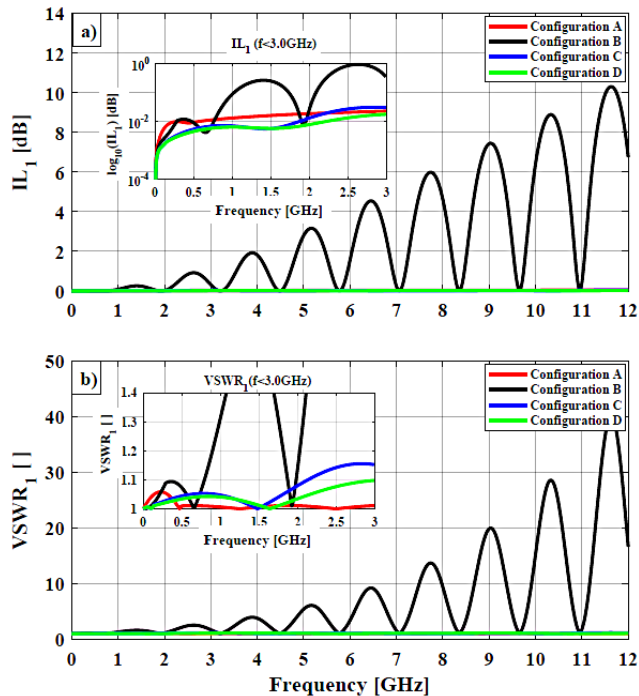 a)
14
12
10
8
6
4
2
0
IL1 [dB]
0 1 2 3 4 5 6 7 8 9 10 11 12
Configuration A
Configuration B
Configuration C
Configuration D
IL1 (f<3.0GHz)
log10(IL1) [dB]
10^0
10^-2
10^-4
0 0.5 1 1.5 2 2.5 3
Frequency [GHz]
b)
50
40
30
20
10
0
VSWR1 [ ]
Configuration A
Configuration B
Configuration C
Configuration D
VSWR1(f<3.0GHz)
VSWR1 [ ]
1.4
1.3
1.2
1.1
1
0 0.5 1 1.5 2 2.5 3
Frequency [GHz]
0 1 2 3 4 5 6 7 8 9 10 11 12
Frequency [GHz]